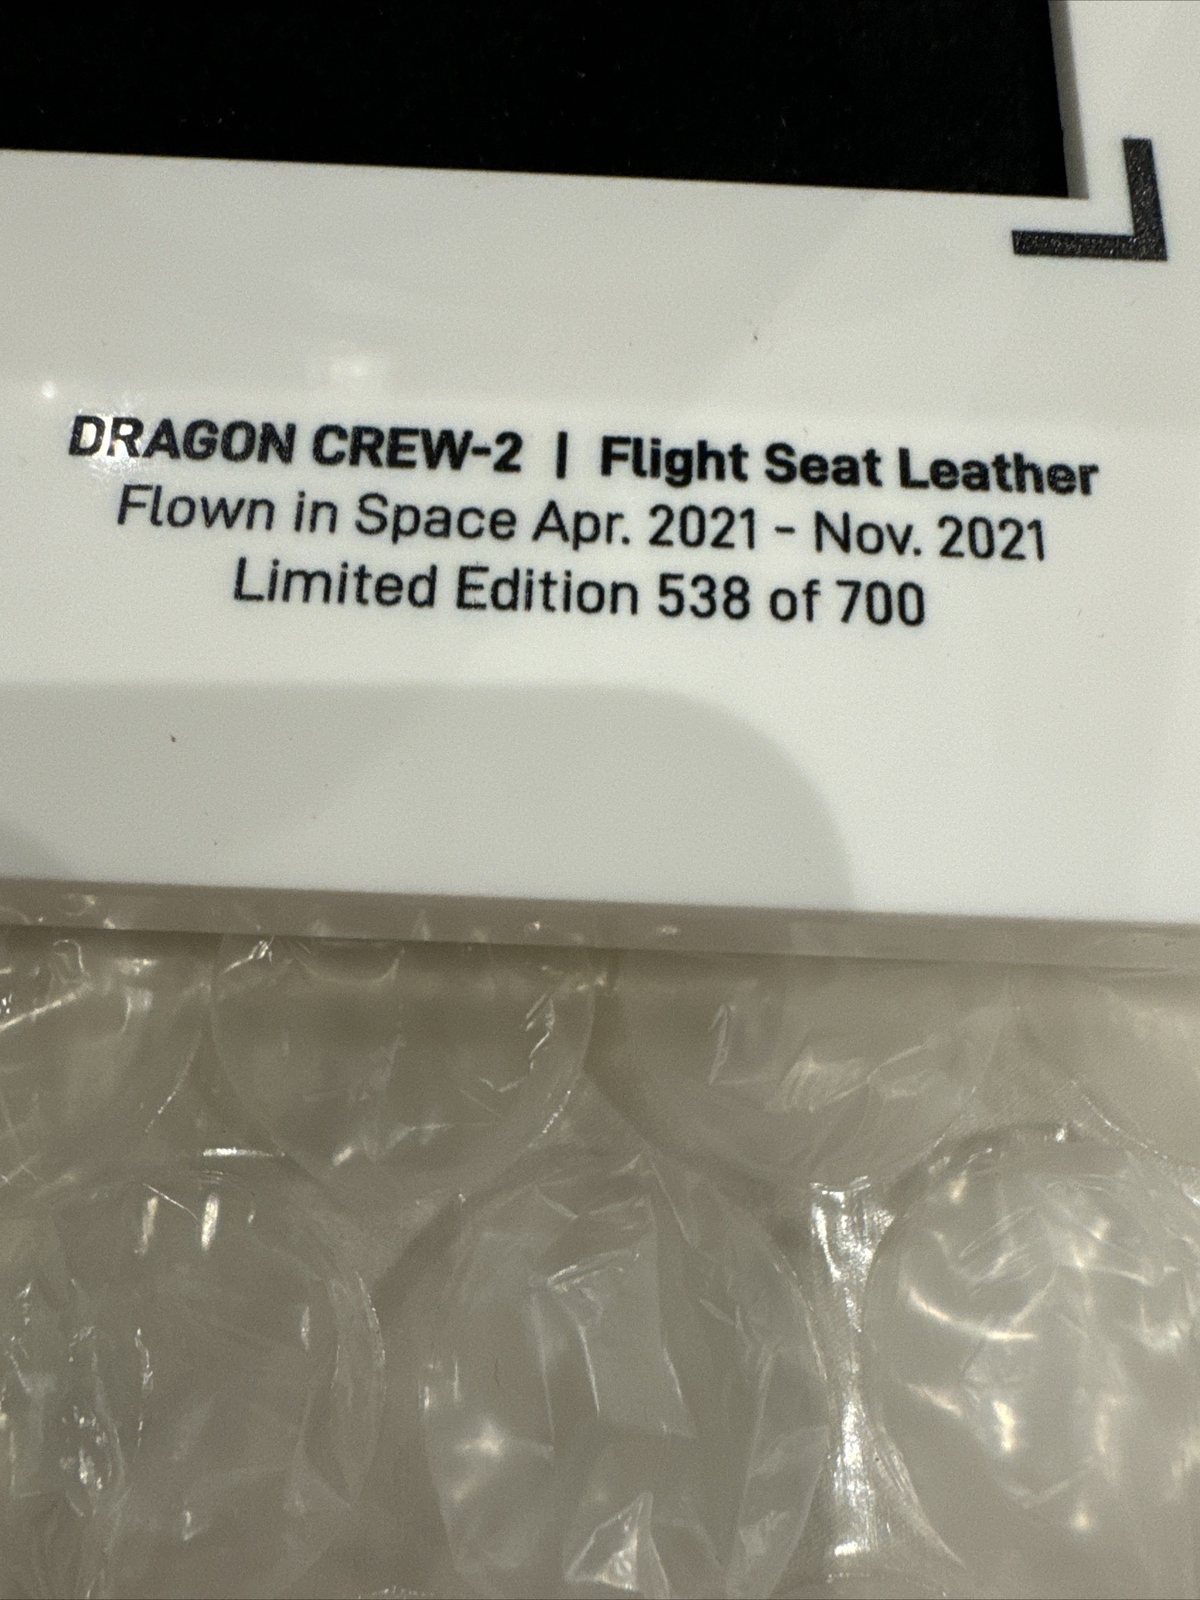 DRAGON CREW-2 | Flight Seat Leather
Flown in Space Apr. 2021 - Nov. 2021
Limited Edition 538 of 700